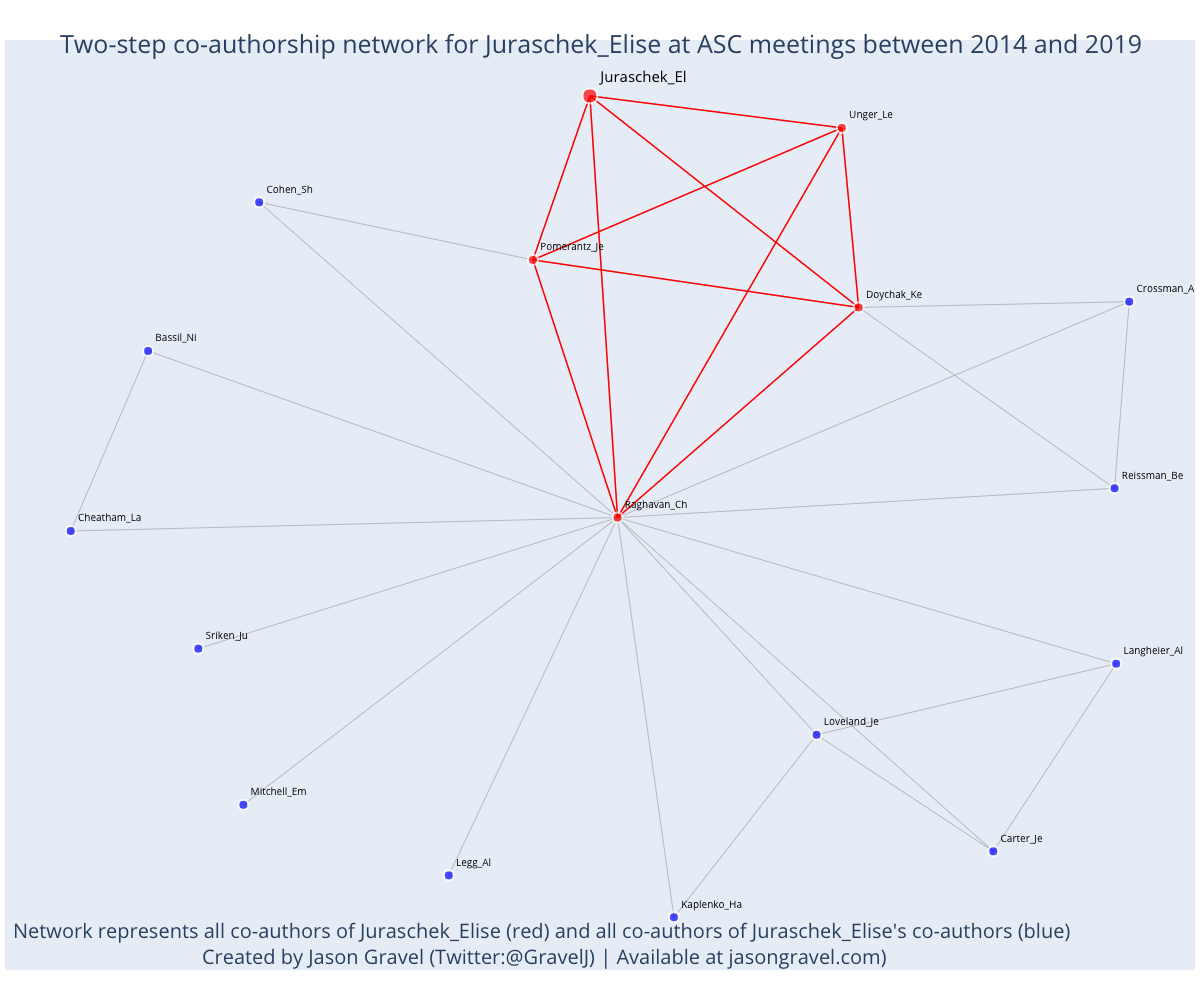 Two-step co-authorship network for Juraschek_Elise at ASC meetings between 2014 and 2019
Juraschek_El
Unger_Le
Cohen_Sh
Pomerantz_Je
Crossman_A
Doychak_Ke
Bassil_Ni
Reissman_Be
Raghavan_Ch
Cheatham_La
Sriken_Ju
Langheier_Al
Loveland_Je
Mitchell_Em
Carter_Je
Legg_Al
Kaplenko_Ha
Network represents all co-authors of Juraschek_Elise (red) and all co-authors of Juraschek_Elise's co-authors (blue)
Created by Jason Gravel (Twitter:@GravelJ) | Available at jasongravel.com)